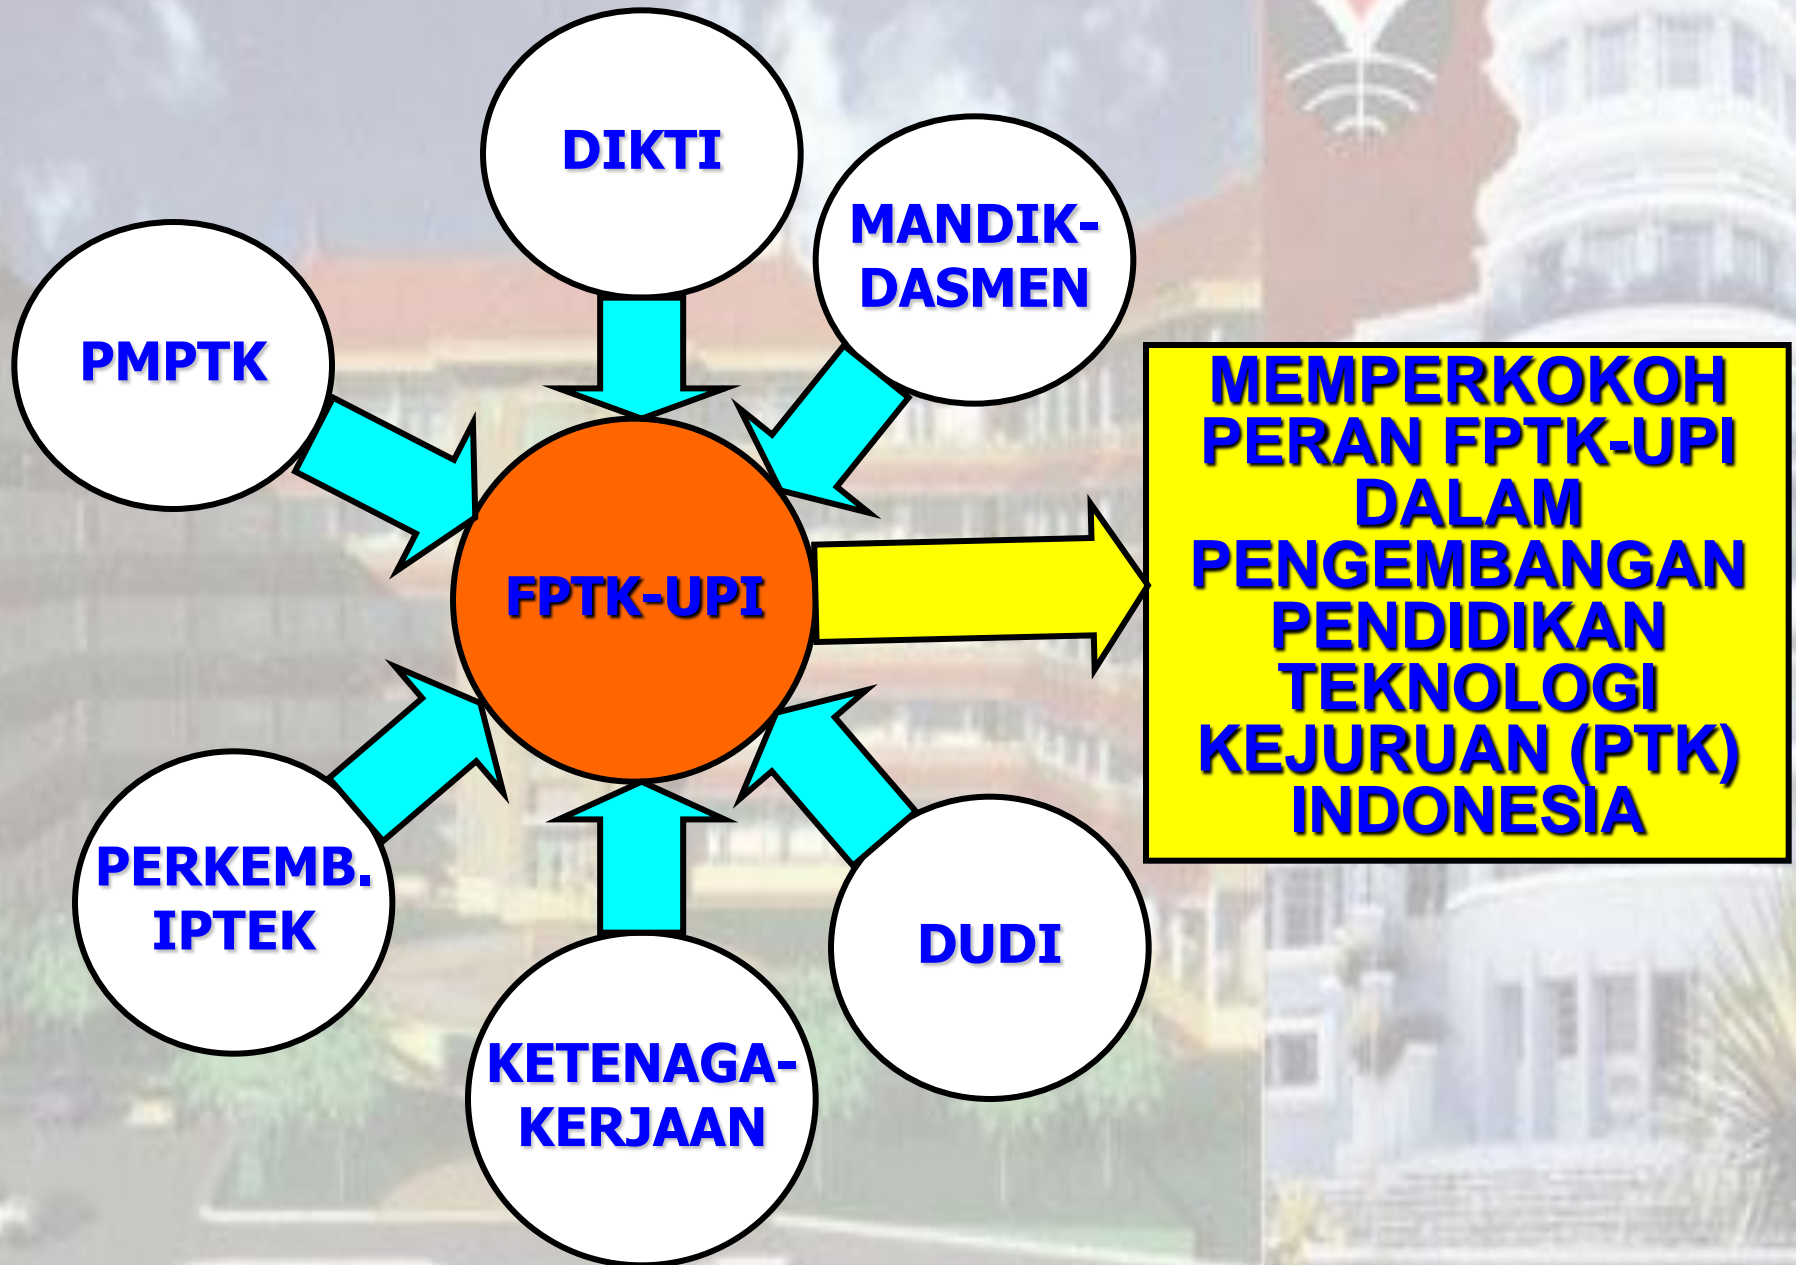 DIKTI
MANDIK-
DASMEN
PMPTK
FPTK-UPI
PERKEMB.
IPTEK
KETENAGA-
KERJAAN
DUDI
MEMPERKOKOH
PERAN FPTK-UPI
DALAM
PENGEMBANGAN
PENDIDIKAN
TEKNOLOGI
KEJURUAN (PTK)
INDONESIA